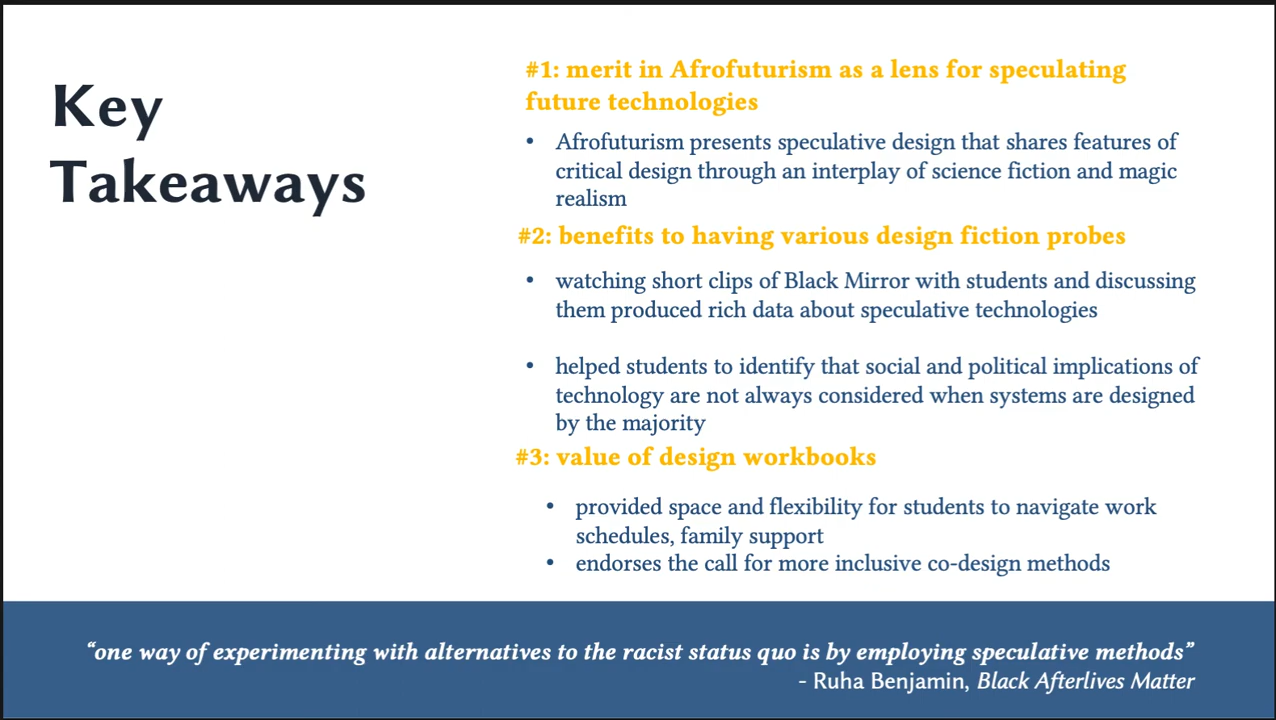 Key
Takeaways
#1: merit in Afrofuturism as a lens for speculating
future technologies
• Afrofuturism presents speculative design that shares features of
critical design through an interplay of science fiction and magic
realism
#2: benefits to having various design fiction probes
• watching short clips of Black Mirror with students and discussing
them produced rich data about speculative technologies
• helped students to identify that social and political implications of
technology are not always considered when systems are designed
by the majority
#3: value of design workbooks
• provided space and flexibility for students to navigate work
schedules, family support
• endorses the call for more inclusive co-design methods
“one way of experimenting with alternatives to the racist status quo is by employing speculative methods”
- Ruha Benjamin, Black Afterlives Matter